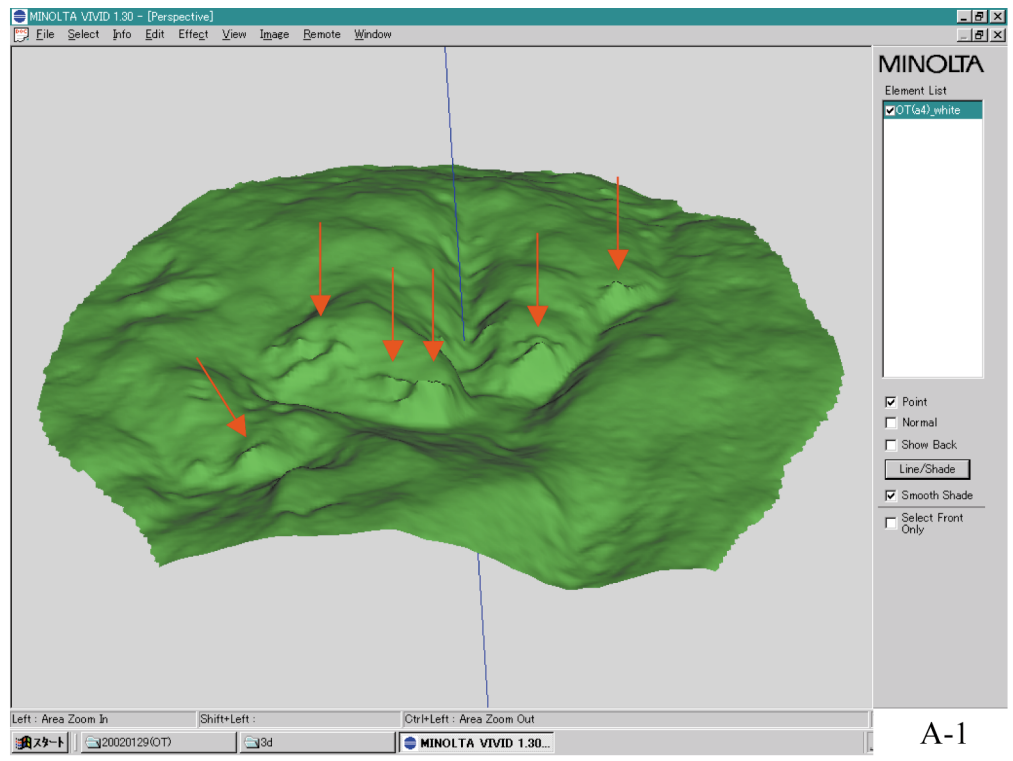 MINOLTA VIVID 1.30 - [Perspective]
File Select Info Edit Effect View Image Remote Window
MINOLTA
Element List
OT(a4)_white
Point
Normal
Show Back
Line/Shade
Smooth Shade
Select Front
Only
Left : Area Zoom In Shift+Left : Ctrl+Left : Area Zoom Out
スタート 20020129(OT) 3d MINOLTA VIVID 1.30...
A-1